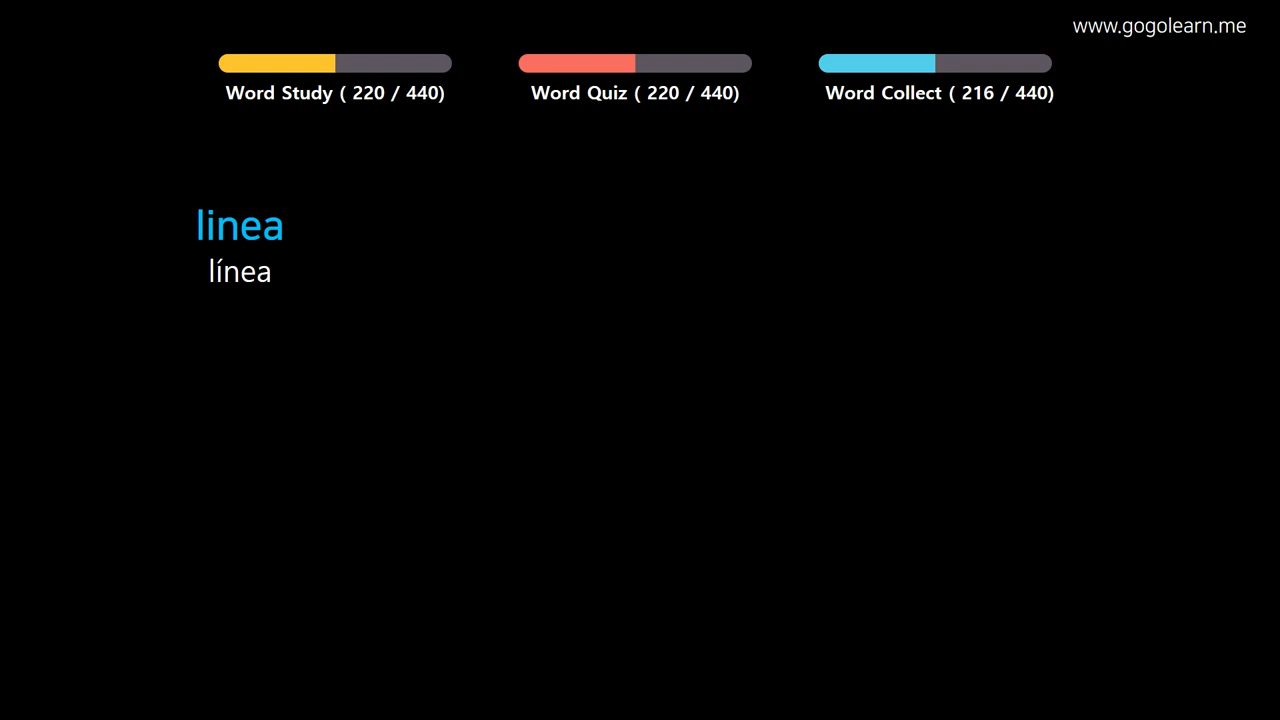 www.gogolearn.me
Word Study ( 220 / 440)
Word Quiz ( 220 / 440)
Word Collect ( 216 / 440)
linea
línea